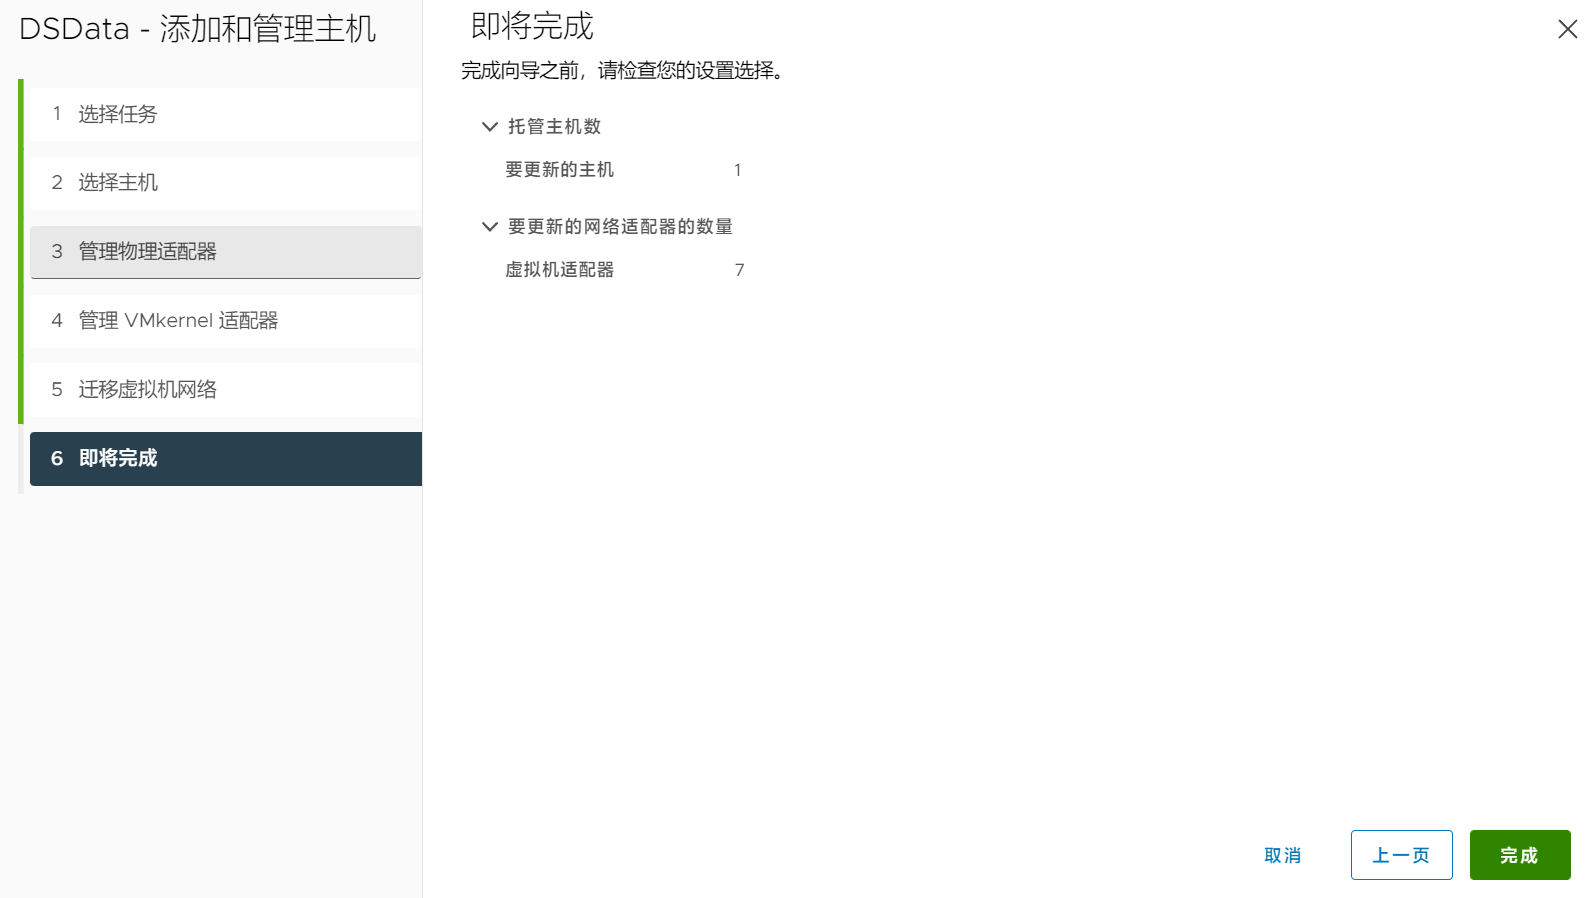 DSData - 添加和管理主机
1 选择任务
2 选择主机
3 管理物理适配器
4 管理 VMkernel 适配器
5 迁移虚拟机网络
6 即将完成
即将完成
完成向导之前，请检查您的设置选择。
托管主机数
要更新的主机 1
要更新的网络适配器的数量
虚拟机适配器 7
取消
上一页
完成